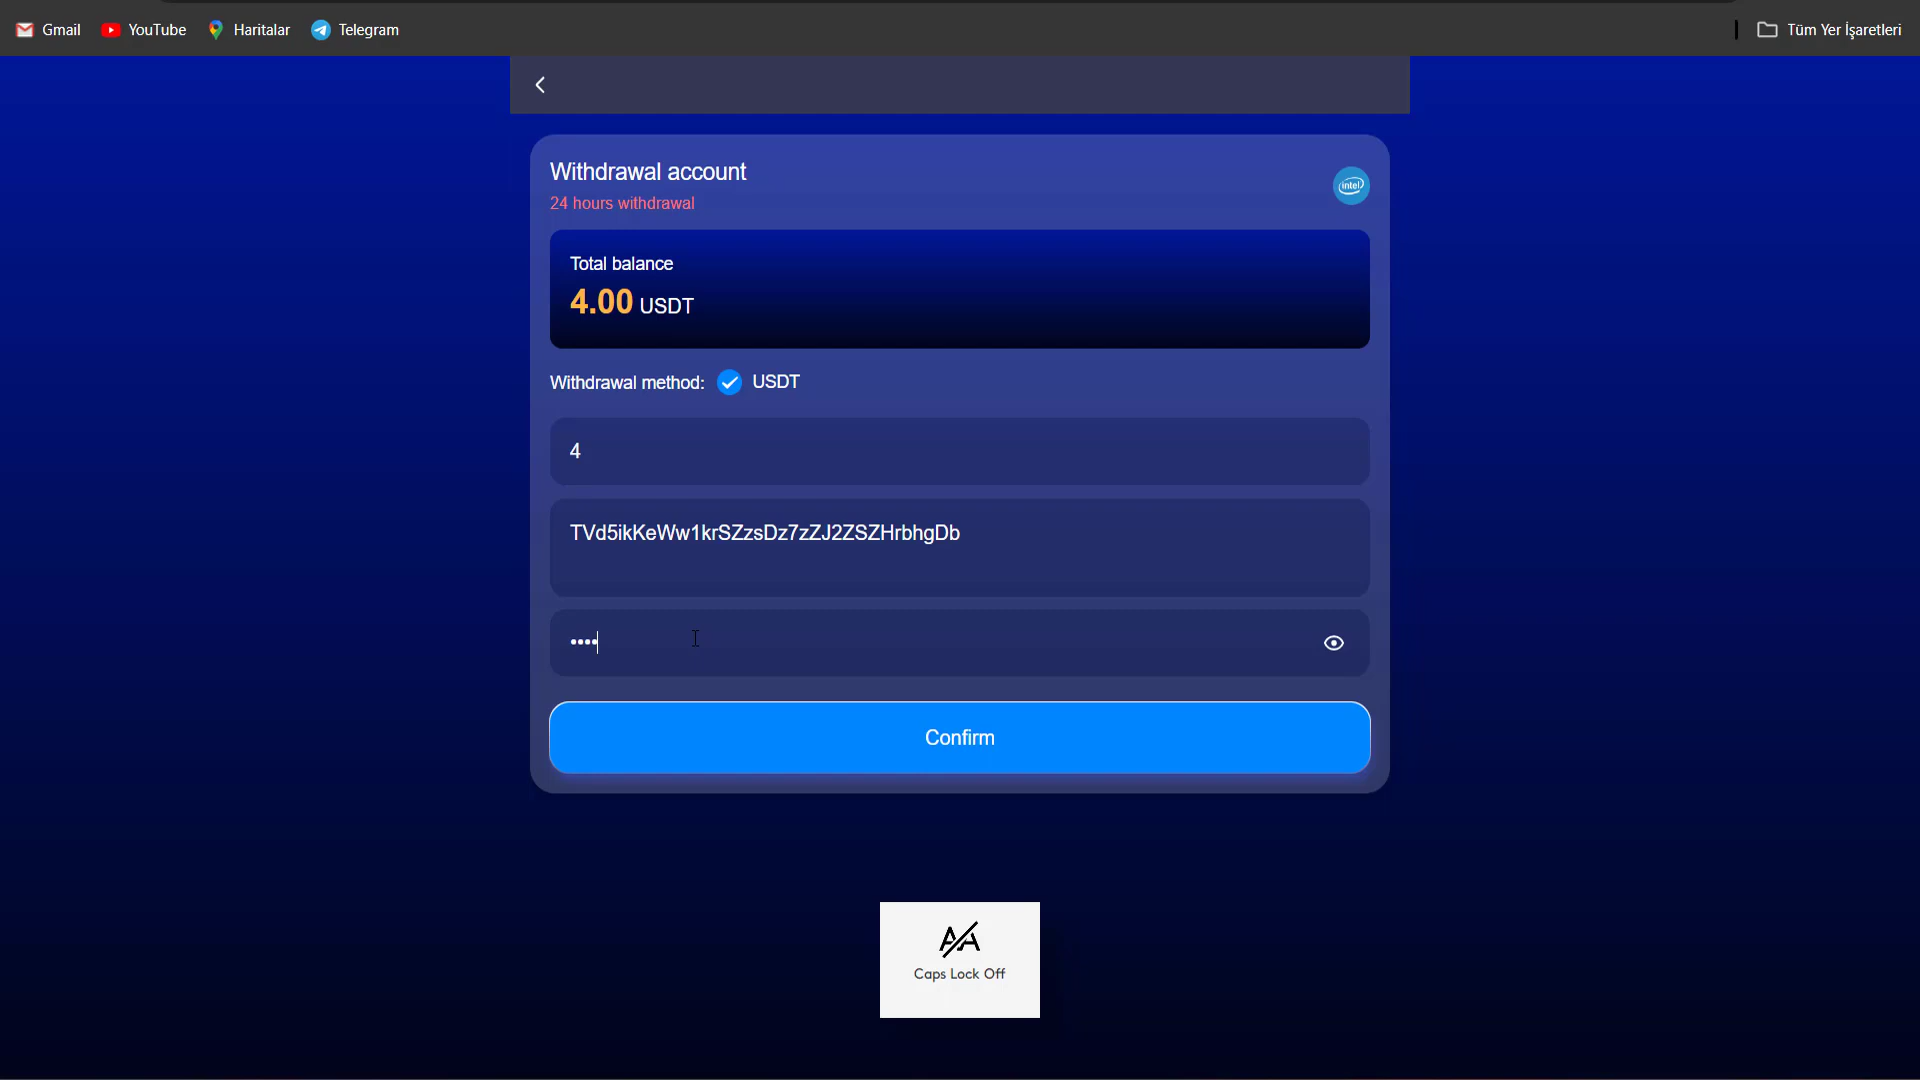 Gmail YouTube Haritalar Telegram Tüm Yer İşaretleri
Withdrawal account
24 hours withdrawal
intel
Total balance
4.00 USDT
Withdrawal method: USDT
4
TVd5ikKeWw1krSZzsDz7zZJ2ZSZHrbhgDb
••••
Confirm
Caps Lock Off